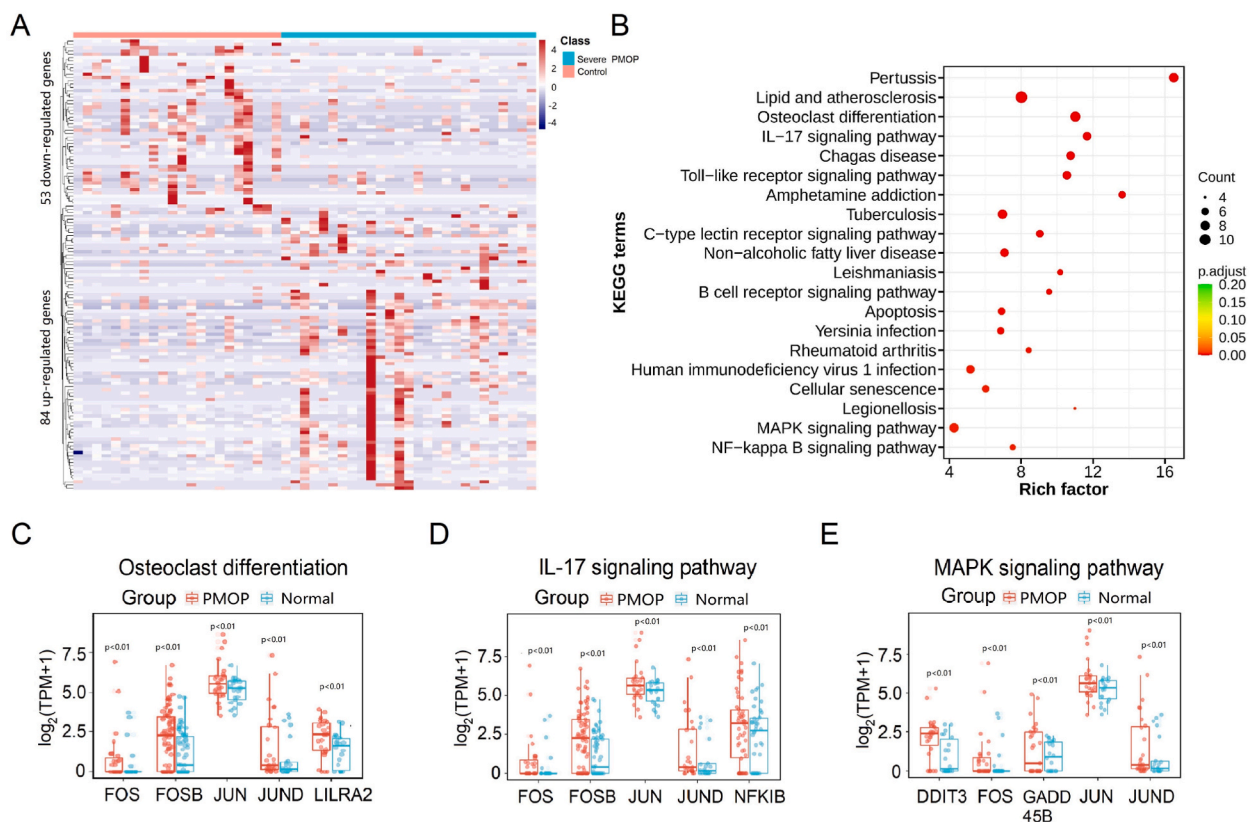 A
53 down-regulated genes
84 up-regulated genes
4
2
0
-2
-4
Class
Severe PMOP
Control
B
KEGG terms
Pertussis
Lipid and atherosclerosis
Osteoclast differentiation
IL-17 signaling pathway
Chagas disease
Toll-like receptor signaling pathway
Amphetamine addiction
Tuberculosis
C-type lectin receptor signaling pathway
Non-alcoholic fatty liver disease
Leishmaniasis
B cell receptor signaling pathway
Apoptosis
Yersinia infection
Rheumatoid arthritis
Human immunodeficiency virus 1 infection
Cellular senescence
Legionellosis
MAPK signaling pathway
NF-kappa B signaling pathway
4 8 12 16
Rich factor
Count
4
6
8
10
p.adjust
0.20
0.15
0.10
0.05
0.00
C
Osteoclast differentiation
Group PMOP Normal
log2(TPM+1)
7.5
5.0
2.5
0
p<0.01 p<0.01 p<0.01 p<0.01 p<0.01
FOS FOSB JUN JUND LILRA2
D
IL-17 signaling pathway
Group PMOP Normal
log2(TPM+1)
7.5
5.0
2.5
0
p<0.01 p<0.01 p<0.01 p<0.01 p<0.01
FOS FOSB JUN JUND NFKIB
E
MAPK signaling pathway
Group PMOP Normal
log2(TPM+1)
7.5
5.0
2.5
0
p<0.01 p<0.01 p<0.01 p<0.01 p<0.01
DDIT3 FOS GADD JUN JUND
45B